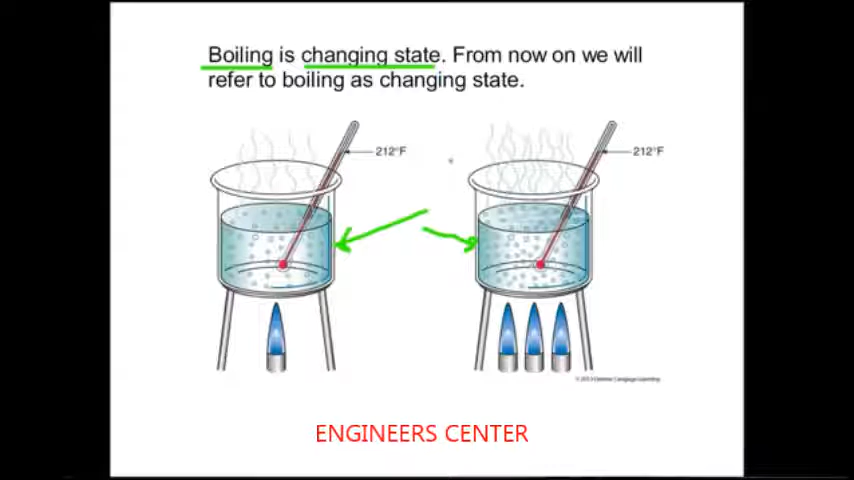 Boiling is changing state. From now on we will
refer to boiling as changing state.
212°F
212°F
ENGINEERS CENTER